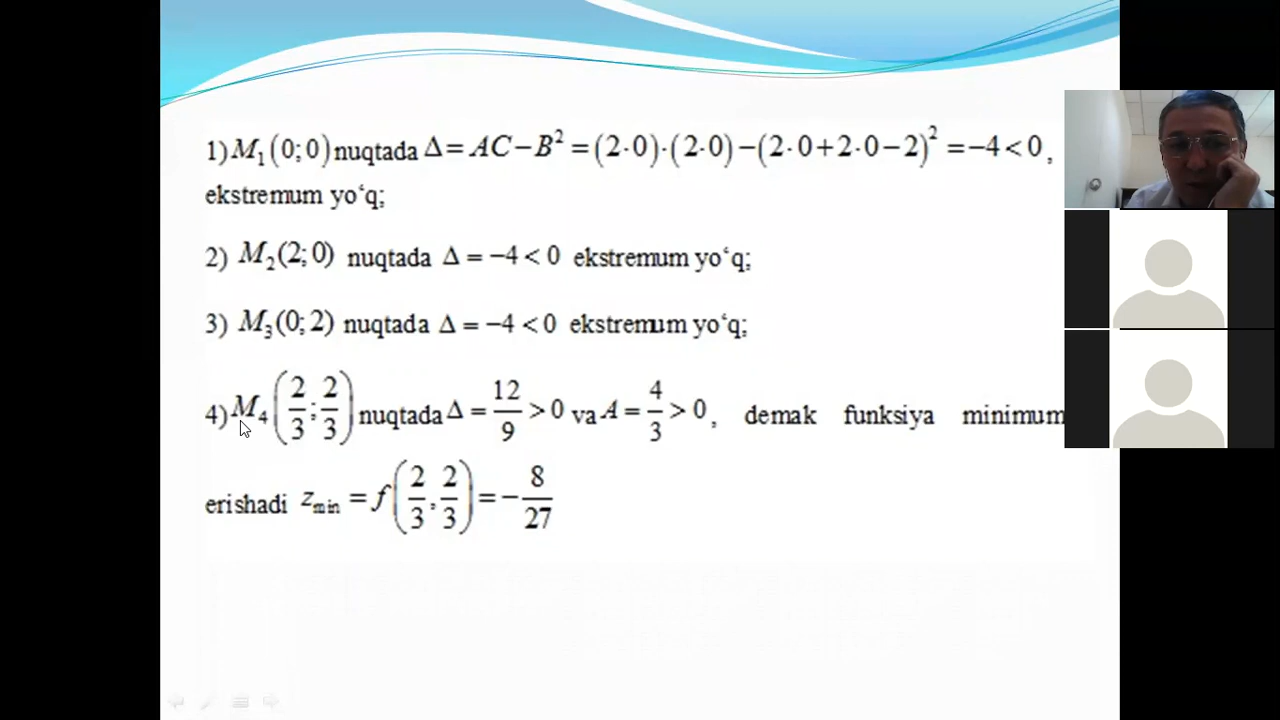 1) M₁(0;0) nuqtada Δ = AC − B² = (2·0)·(2·0) − (2·0+2·0−2)² = −4 < 0,
ekstremum yo‘q;
2) M₂(2;0) nuqtada Δ = −4 < 0 ekstremum yo‘q;
3) M₃(0;2) nuqtada Δ = −4 < 0 ekstremum yo‘q;
4) M₄(2/3;2/3) nuqtada Δ = 12/9 > 0 va A = 4/3 > 0, demak funksiya minimum
erishadi z_min = f(2/3,2/3) = −8/27